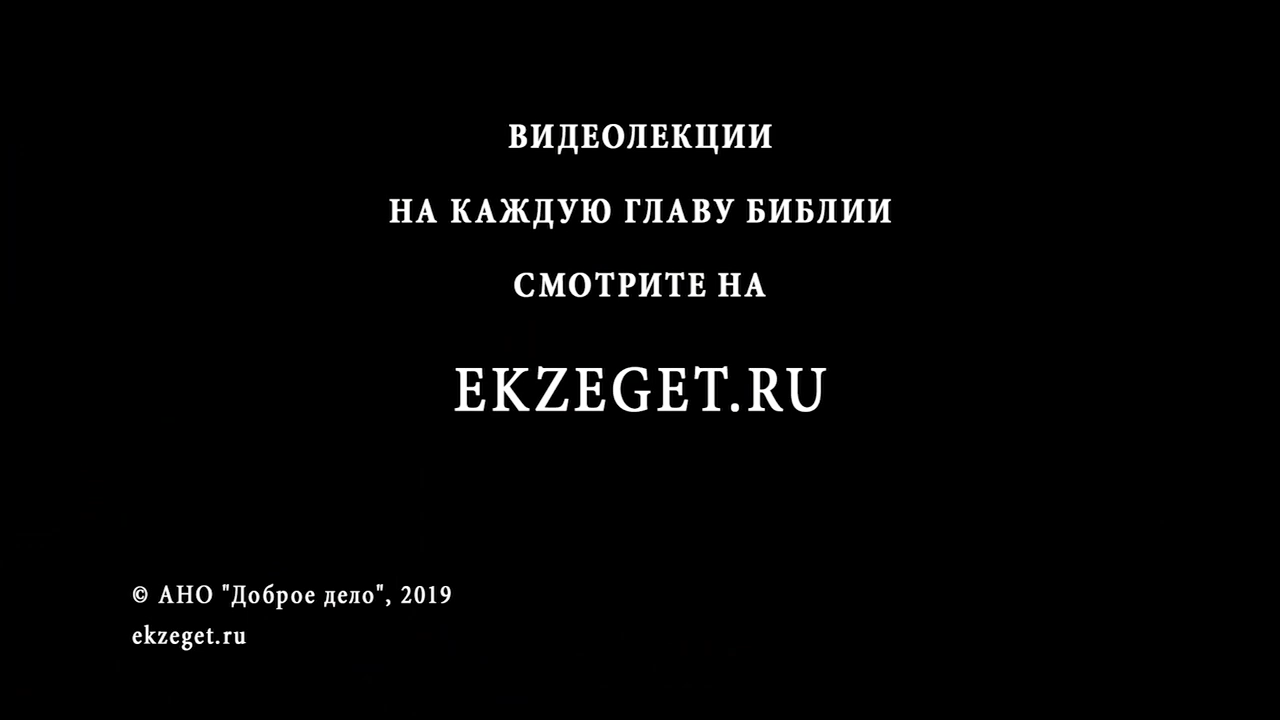 ВИДЕОЛЕКЦИИ
НА КАЖДУЮ ГЛАВУ БИБЛИИ
СМОТРИТЕ НА
EKZEGET.RU
© АНО "Доброе дело", 2019
ekzeget.ru